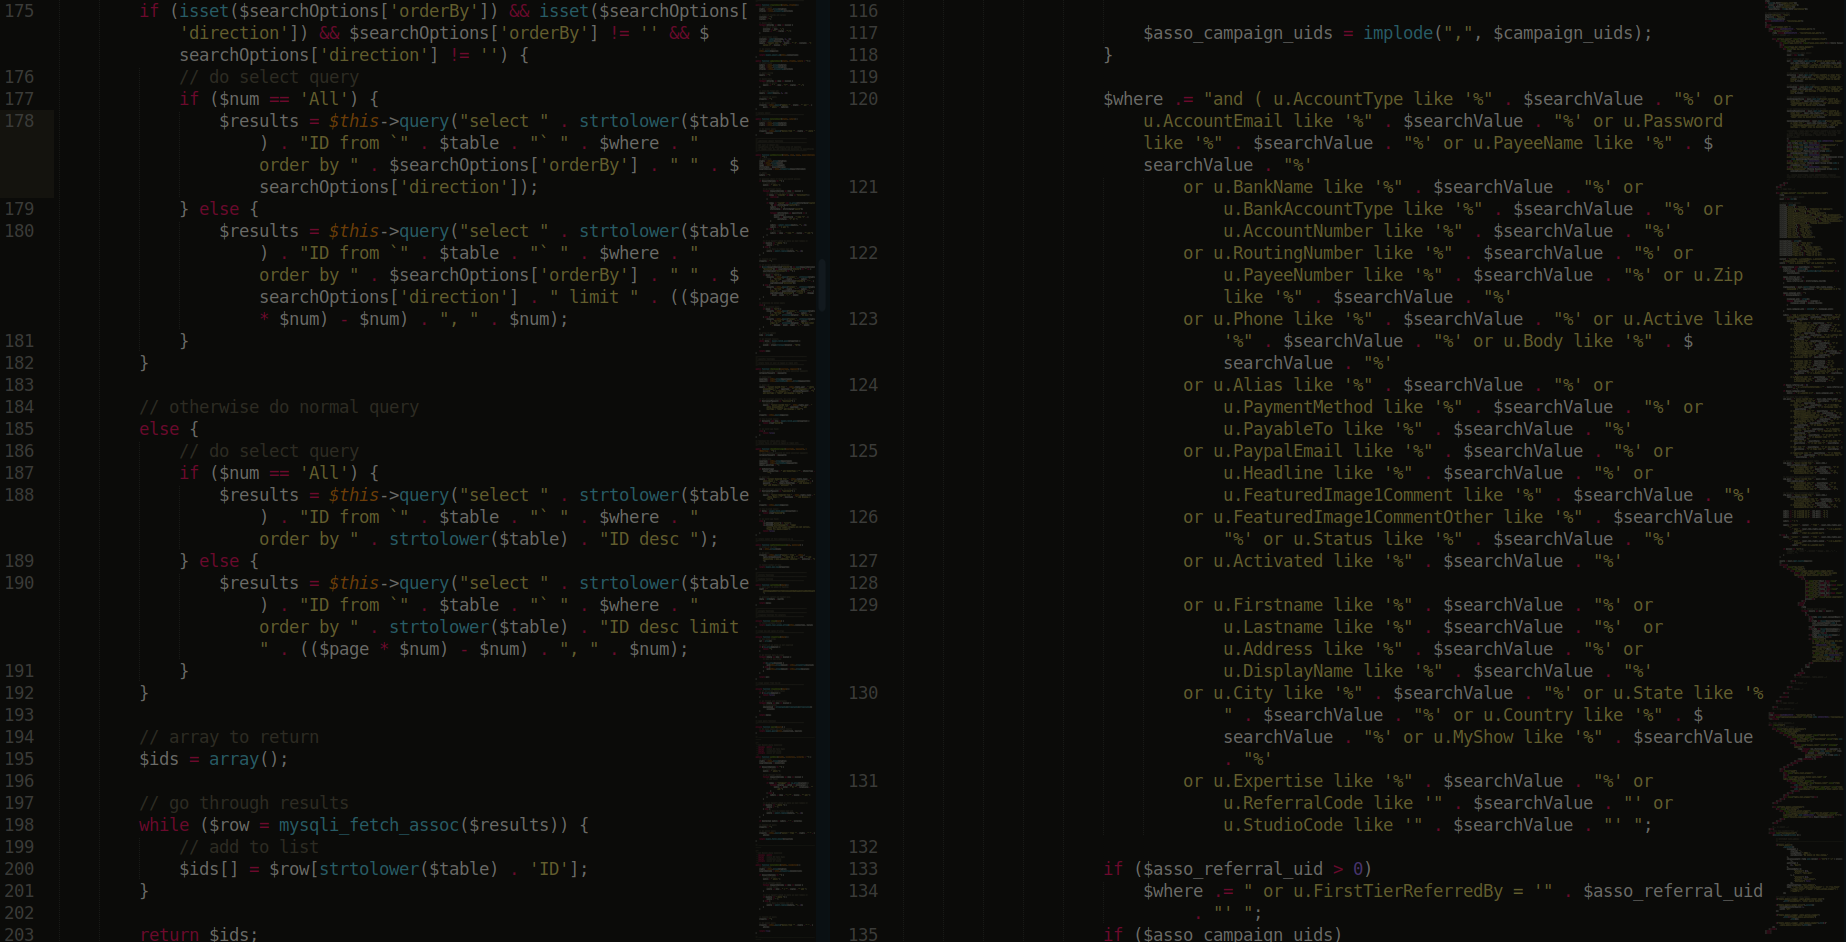 175 if (isset($searchOptions['orderBy']) && isset($searchOptions[
'direction']) && $searchOptions['orderBy'] != '' && $
searchOptions['direction'] != '') {
176 // do select query
177 if ($num == 'All') {
178 $results = $this->query("select " . strtolower($table
) . "ID from `" . $table . "` " . $where . "
order by " . $searchOptions['orderBy'] . " " . $
searchOptions['direction']);
179 } else {
180 $results = $this->query("select " . strtolower($table
) . "ID from `" . $table . "` " . $where . "
order by " . $searchOptions['orderBy'] . " " . $
searchOptions['direction'] . " limit " . (($page
* $num) - $num) . ", " . $num);
181 }
182 }
183
184 // otherwise do normal query
185 else {
186 // do select query
187 if ($num == 'All') {
188 $results = $this->query("select " . strtolower($table
) . "ID from `" . $table . "` " . $where . "
order by " . strtolower($table) . "ID desc ");
189 } else {
190 $results = $this->query("select " . strtolower($table
) . "ID from `" . $table . "` " . $where . "
order by " . strtolower($table) . "ID desc limit
" . (($page * $num) - $num) . ", " . $num);
191 }
192 }
193
194 // array to return
195 $ids = array();
196
197 // go through results
198 while ($row = mysqli_fetch_assoc($results)) {
199 // add to list
200 $ids[] = $row[strtolower($table) . 'ID'];
201 }
202
203 return $ids;
116
117 $asso_campaign_uids = implode(",", $campaign_uids);
118 }
119
120 $where .= "and ( u.AccountType like '%" . $searchValue . "%' or
u.AccountEmail like '%" . $searchValue . "%' or u.Password
like '%" . $searchValue . "%' or u.PayeeName like '%" . $
searchValue . "%'
121 or u.BankName like '%" . $searchValue . "%' or
u.BankAccountType like '%" . $searchValue . "%' or
u.AccountNumber like '%" . $searchValue . "%'
122 or u.RoutingNumber like '%" . $searchValue . "%' or
u.PayeeNumber like '%" . $searchValue . "%' or u.Zip
like '%" . $searchValue . "%'
123 or u.Phone like '%" . $searchValue . "%' or u.Active like
'%" . $searchValue . "%' or u.Body like '%" . $
searchValue . "%'
124 or u.Alias like '%" . $searchValue . "%' or
u.PaymentMethod like '%" . $searchValue . "%' or
u.PayableTo like '%" . $searchValue . "%'
125 or u.PaypalEmail like '%" . $searchValue . "%' or
u.Headline like '%" . $searchValue . "%' or
u.FeaturedImage1Comment like '%" . $searchValue . "%'
126 or u.FeaturedImage1CommentOther like '%" . $searchValue .
"%' or u.Status like '%" . $searchValue . "%'
127 or u.Activated like '%" . $searchValue . "%'
128
129 or u.Firstname like '%" . $searchValue . "%' or
u.Lastname like '%" . $searchValue . "%'  or
u.Address like '%" . $searchValue . "%' or
u.DisplayName like '%" . $searchValue . "%'
130 or u.City like '%" . $searchValue . "%' or u.State like '%
" . $searchValue . "%' or u.Country like '%" . $
searchValue . "%' or u.MyShow like '%" . $searchValue
. "%'
131 or u.Expertise like '%" . $searchValue . "%' or
u.ReferralCode like '" . $searchValue . "' or
u.StudioCode like '" . $searchValue . "' ";
132
133 if ($asso_referral_uid > 0)
134 $where .= " or u.FirstTierReferredBy = '" . $asso_referral_uid
. "' ";
135 if ($asso_campaign_uids)